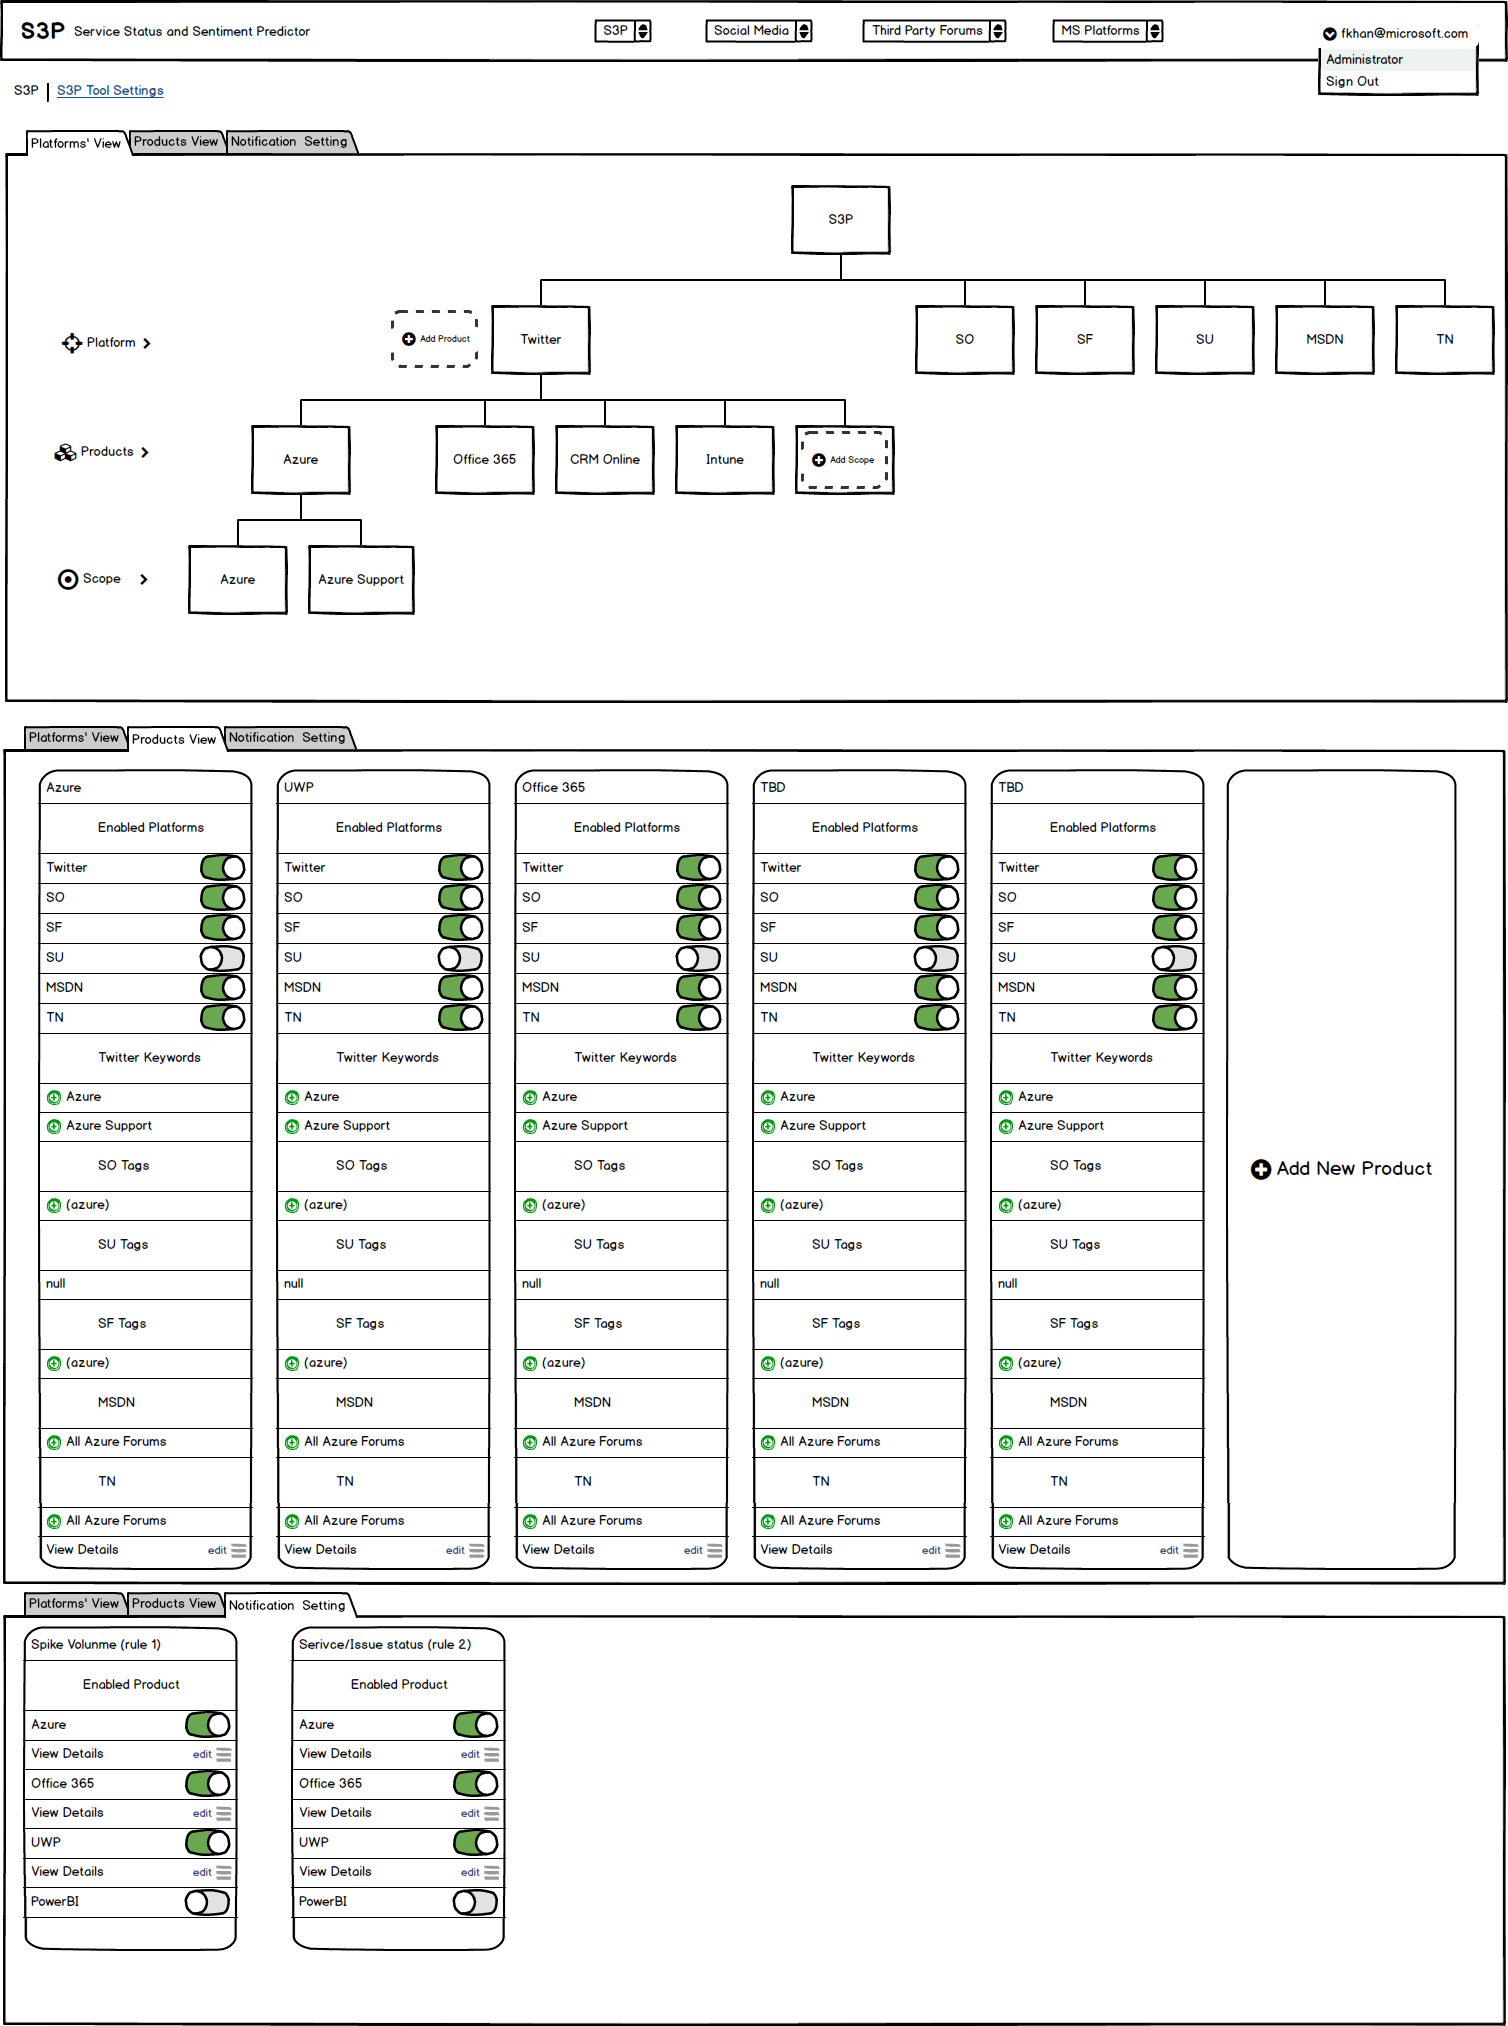 S3P Service Status and Sentiment Predictor S3P Social Media Third Party Forums MS Platforms fkhan@microsoft.com
Administrator
Sign Out
S3P S3P Tool Settings
Platforms' View Products View Notification Setting
S3P
Platform Add Product Twitter SO SF SU MSDN TN
Products Azure Office 365 CRM Online Intune Add Scope
Scope Azure Azure Support
Platforms' View Products View Notification Setting
Azure UWP Office 365 TBD TBD
Enabled Platforms Enabled Platforms Enabled Platforms Enabled Platforms Enabled Platforms
Twitter Twitter Twitter Twitter Twitter
SO SO SO SO SO
SF SF SF SF SF
SU SU SU SU SU
MSDN MSDN MSDN MSDN MSDN
TN TN TN TN TN
Twitter Keywords Twitter Keywords Twitter Keywords Twitter Keywords Twitter Keywords
Azure Azure Azure Azure Azure
Azure Support Azure Support Azure Support Azure Support Azure Support
SO Tags SO Tags SO Tags SO Tags SO Tags
Add New Product
(azure) (azure) (azure) (azure) (azure)
SU Tags SU Tags SU Tags SU Tags SU Tags
null null null null null
SF Tags SF Tags SF Tags SF Tags SF Tags
(azure) (azure) (azure) (azure) (azure)
MSDN MSDN MSDN MSDN MSDN
All Azure Forums All Azure Forums All Azure Forums All Azure Forums All Azure Forums
TN TN TN TN TN
All Azure Forums All Azure Forums All Azure Forums All Azure Forums All Azure Forums
View Details edit View Details edit View Details edit View Details edit View Details edit
Platforms' View Products View Notification Setting
Spike Volunme (rule 1) Serivce/Issue status (rule 2)
Enabled Product Enabled Product
Azure Azure
View Details edit View Details edit
Office 365 Office 365
View Details edit View Details edit
UWP UWP
View Details edit View Details edit
PowerBI PowerBI